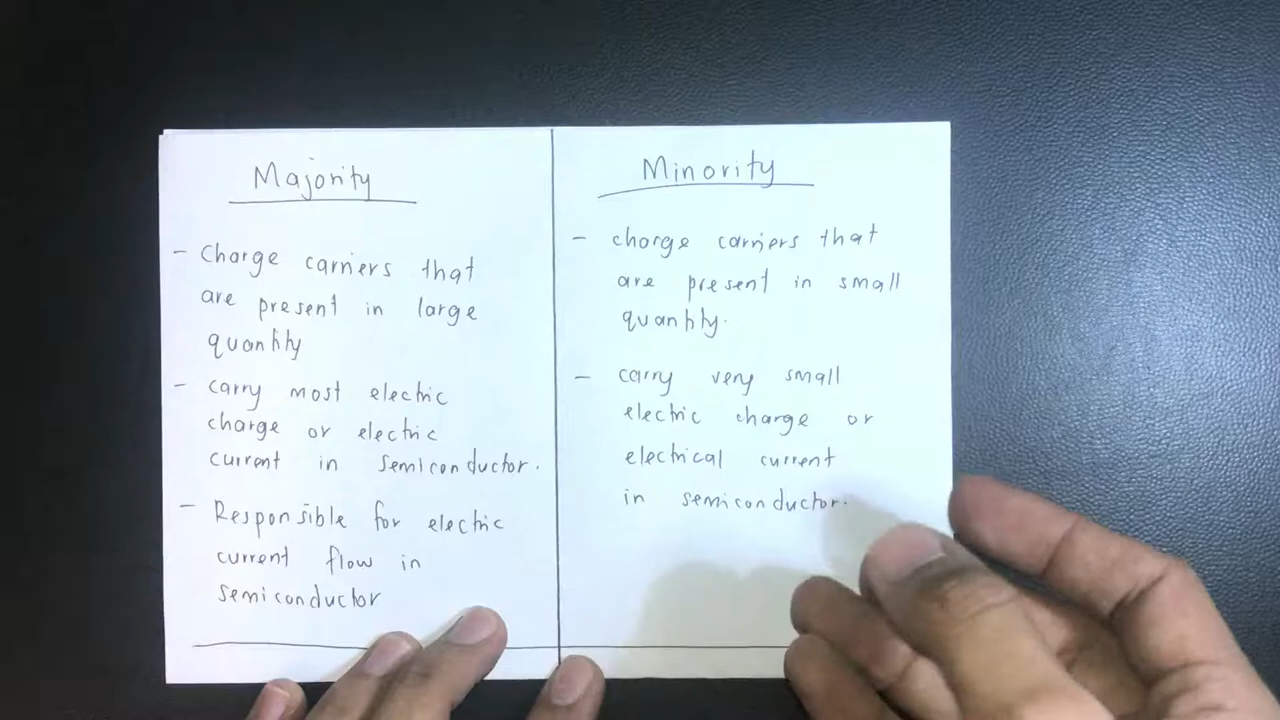 Majority
- Charge carriers that
are present in large
quantity
- carry most electric
charge or electric
current in semiconductor.
- Responsible for electric
current flow in
semiconductor
Minority
- charge carriers that
are present in small
quantity.
- carry very small
electric charge or
electrical current
in semiconductor.